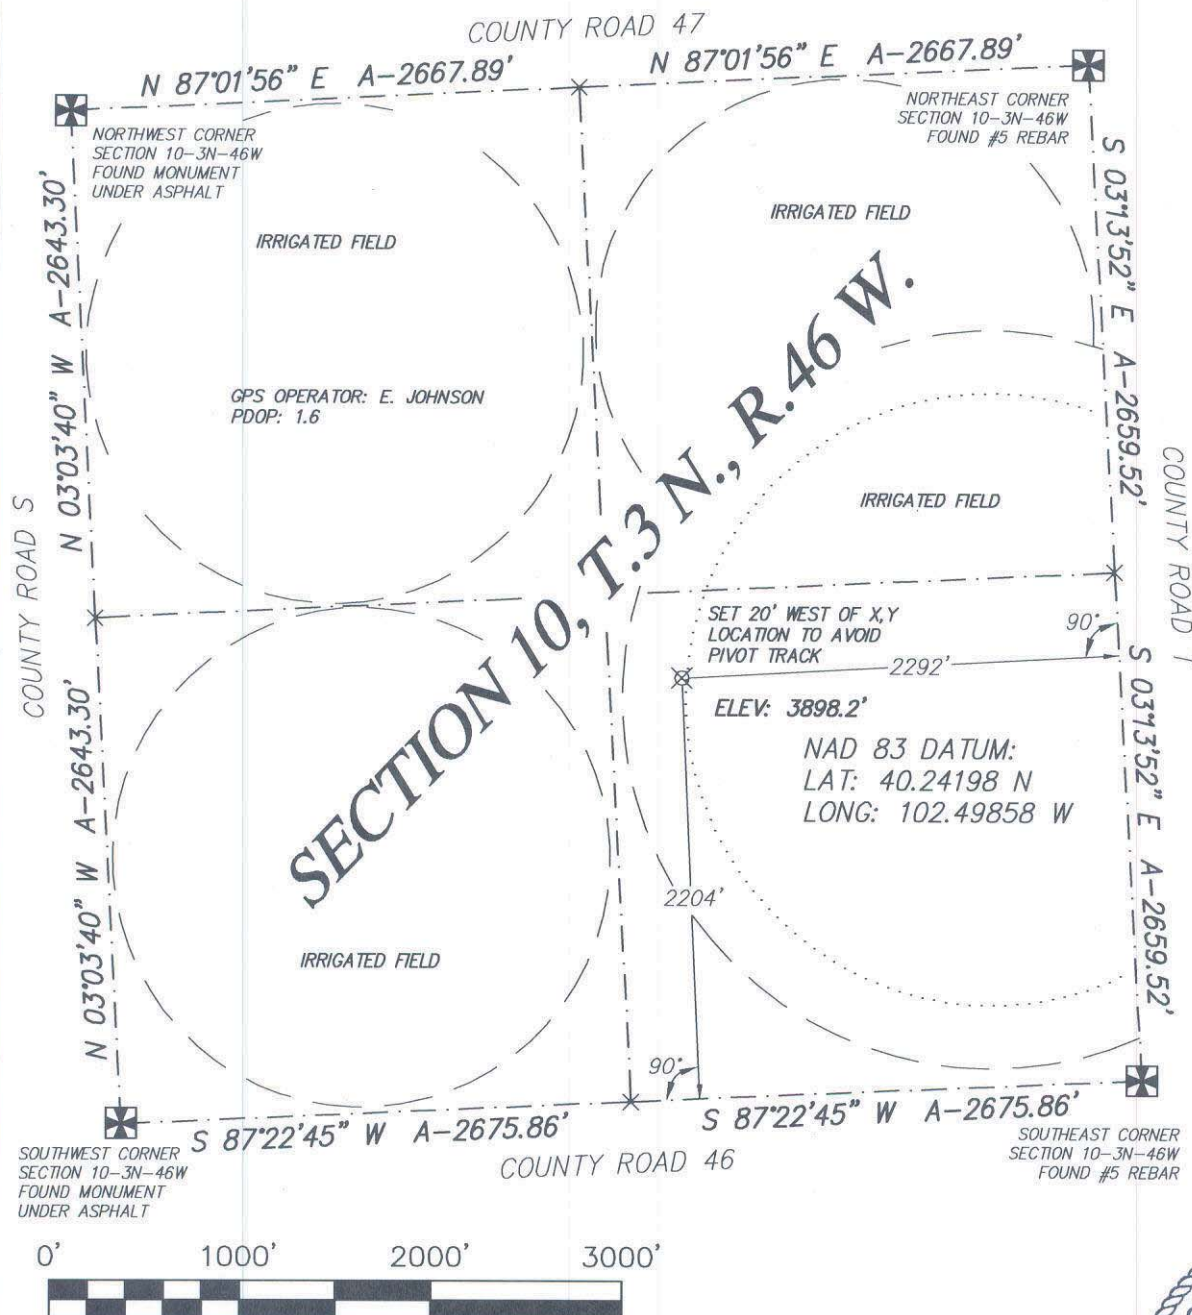 COUNTY ROAD 47
N 87°01'56" E A-2667.89'
N 87°01'56" E A-2667.89'
NORTHWEST CORNER
SECTION 10-3N-46W
FOUND MONUMENT
UNDER ASPHALT
NORTHEAST CORNER
SECTION 10-3N-46W
FOUND #5 REBAR
N 03°03'40" W A-2643.30'
S 03°13'52" E A-2659.52'
IRRIGATED FIELD
IRRIGATED FIELD
GPS OPERATOR: E. JOHNSON
PDOP: 1.6
SECTION 10, T.3 N., R.46 W.
IRRIGATED FIELD
COUNTY ROAD S
COUNTY ROAD T
SET 20' WEST OF X,Y
LOCATION TO AVOID
PIVOT TRACK
90°
2292'
ELEV: 3898.2'
NAD 83 DATUM:
LAT: 40.24198 N
LONG: 102.49858 W
N 03°03'40" W A-2643.30'
S 03°13'52" E A-2659.52'
2204'
IRRIGATED FIELD
90°
S 87°22'45" W A-2675.86'
S 87°22'45" W A-2675.86'
SOUTHWEST CORNER
SECTION 10-3N-46W
FOUND MONUMENT
UNDER ASPHALT
COUNTY ROAD 46
SOUTHEAST CORNER
SECTION 10-3N-46W
FOUND #5 REBAR
0' 1000' 2000' 3000'